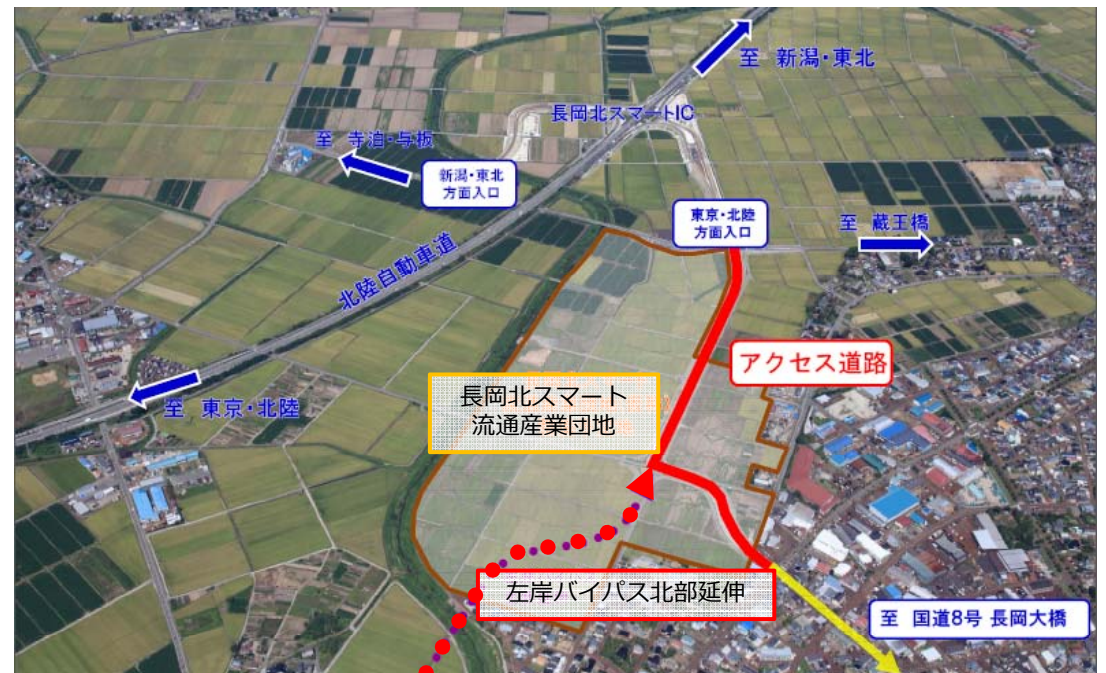 至 新潟・東北
長岡北スマートIC
至 寺泊・与板
新潟・東北
方面入口
東京・北陸
方面入口
至 蔵王橋
北陸自動車道
アクセス道路
至 東京・北陸
長岡北スマート
流通産業団地
左岸バイパス北部延伸
至 国道8号 長岡大橋